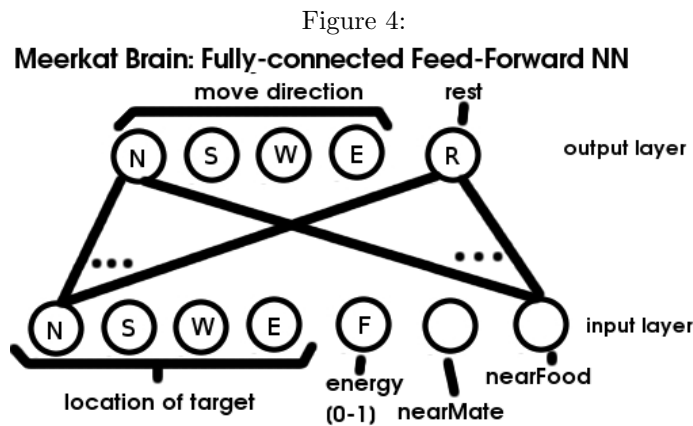 Figure 4:
Meerkat Brain: Fully-connected Feed-Forward NN
move direction rest
N S W E R output layer
... ...
N S W E F input layer
location of target energy nearFood
(0-1) nearMate